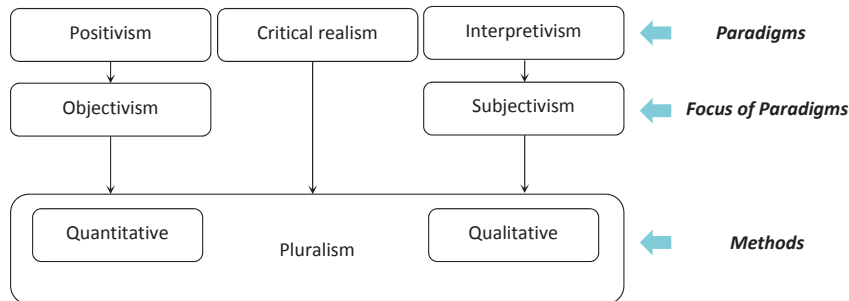 Positivism
Critical realism
Interpretivism
Paradigms
Objectivism
Subjectivism
Focus of Paradigms
Quantitative
Pluralism
Qualitative
Methods